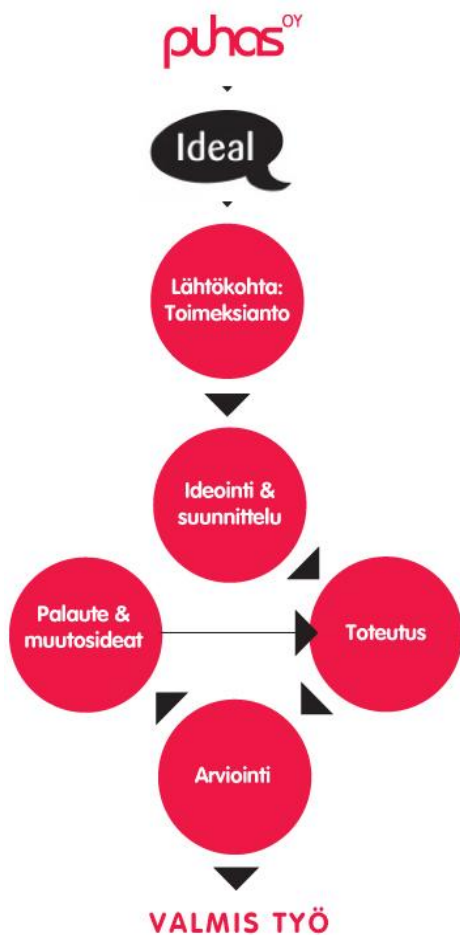 puhas OY
Ideal
Lähtökohta:
Toimeksianto
Ideointi &
suunnittelu
Palaute &
muutosideat
Toteutus
Arviointi
VALMIS TYÖ